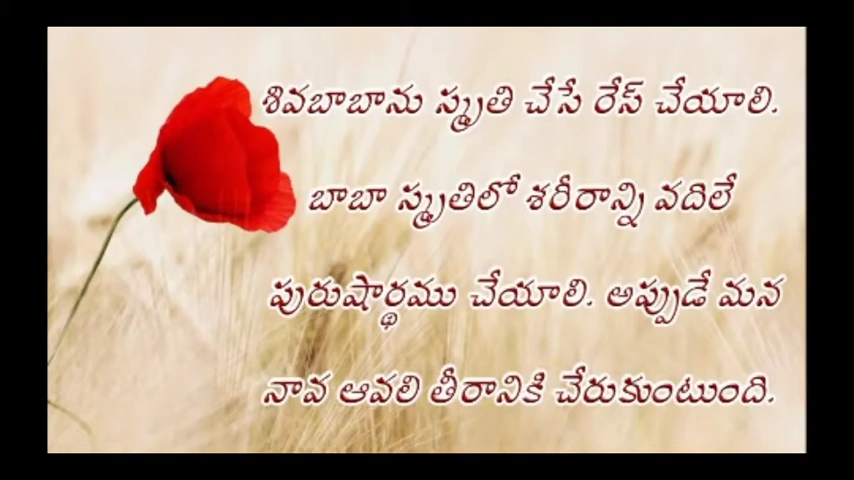 శివబాబాను స్మృతి చేసే రేస్ చేయాలి.
బాబా స్మృతిలో శరీరాన్ని వదిలే
పురుషార్థము చేయాలి. అప్పుడే మన
నావ ఆవలి తీరానికి చేరుకుంటుంది.